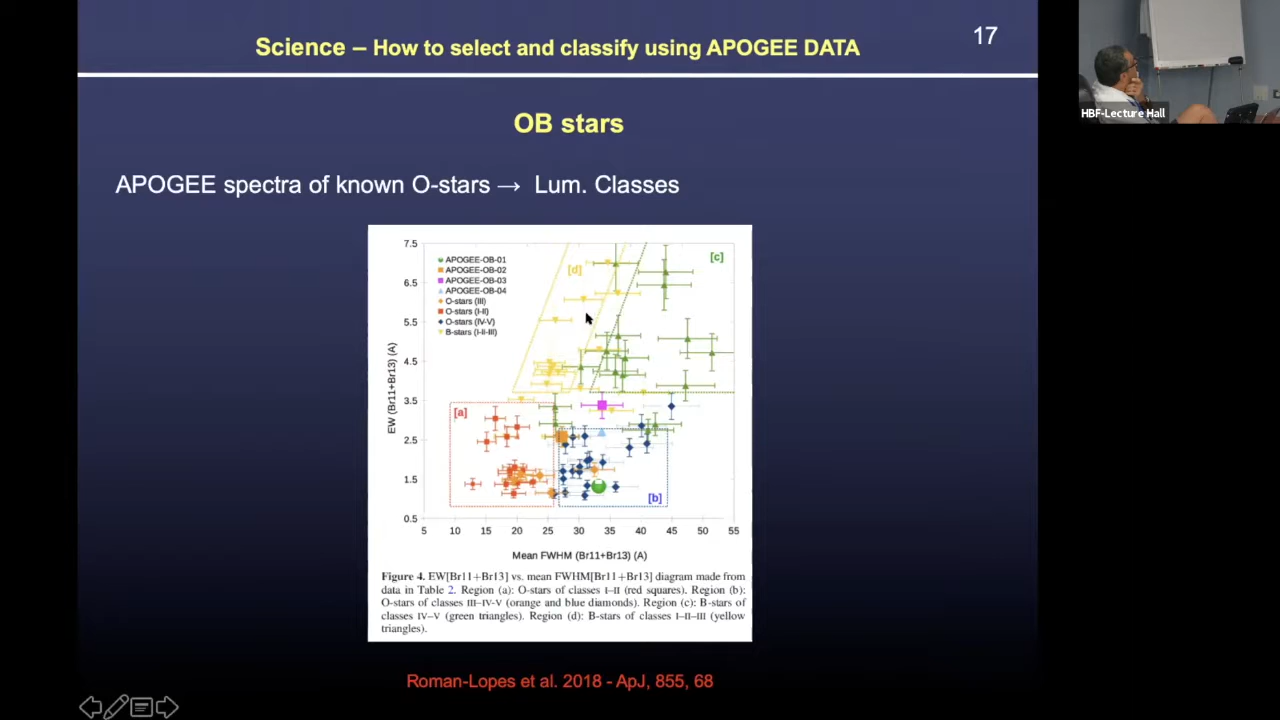 Science – How to select and classify using APOGEE DATA
17
HBF-Lecture Hall
OB stars
APOGEE spectra of known O-stars → Lum. Classes
7.5
6.5
5.5
4.5
3.5
2.5
1.5
0.5
EW (Br11+Br13) (A)
APOGEE-OB-01
APOGEE-OB-02
APOGEE-OB-03
APOGEE-OB-04
O-stars (III)
O-stars (I-II)
O-stars (IV-V)
B-stars (I-II-III)
[d]
[c]
[a]
[b]
5 10 15 20 25 30 35 40 45 50 55
Mean FWHM (Br11+Br13) (A)
Figure 4. EW[Br11+Br13] vs. mean FWHM[Br11+Br13] diagram made from
data in Table 2. Region (a): O-stars of classes I–II (red squares). Region (b):
O-stars of classes III–IV-V (orange and blue diamonds). Region (c): B-stars of
classes IV–V (green triangles). Region (d): B-stars of classes I–II–III (yellow
triangles).
Roman-Lopes et al. 2018 - ApJ, 855, 68